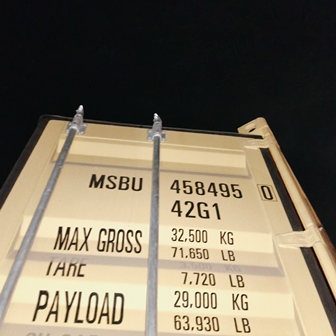 MSBU 458495 0
42G1
MAX GROSS 32,500 KG
71,650 LB
TARE
7,720 LB
PAYLOAD 29,000 KG
63,930 LB